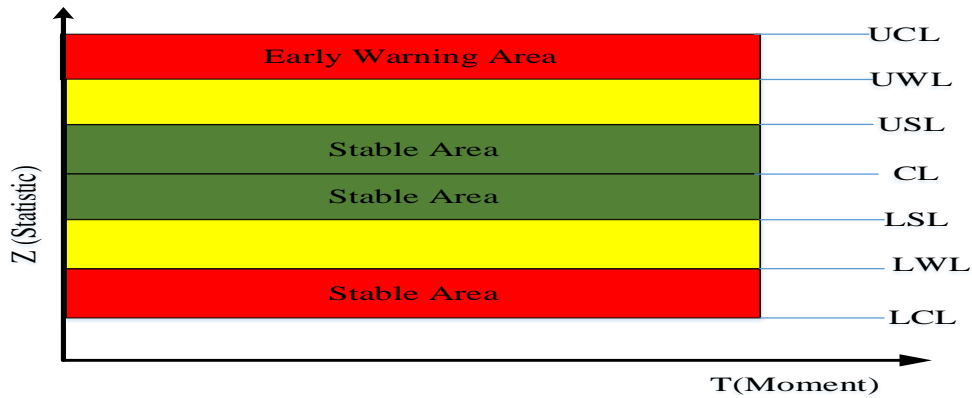 UCL
Early Warning Area
UWL
USL
Stable Area
CL
Stable Area
LSL
LWL
Stable Area
LCL
Z (Statistic)
T(Moment)